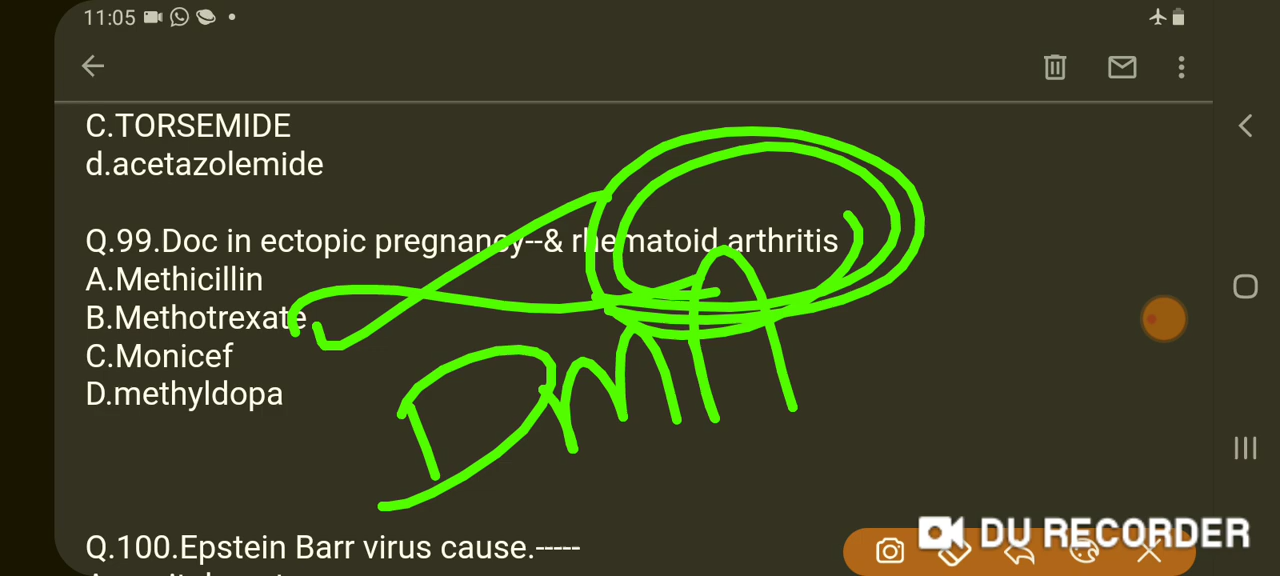 11:05
C.TORSEMIDE
d.acetazolemide
Q.99.Doc in ectopic pregnancy--& rhematoid arthritis
A.Methicillin
B.Methotrexate
C.Monicef
D.methyldopa
Q.100.Epstein Barr virus cause.-----
DU RECORDER